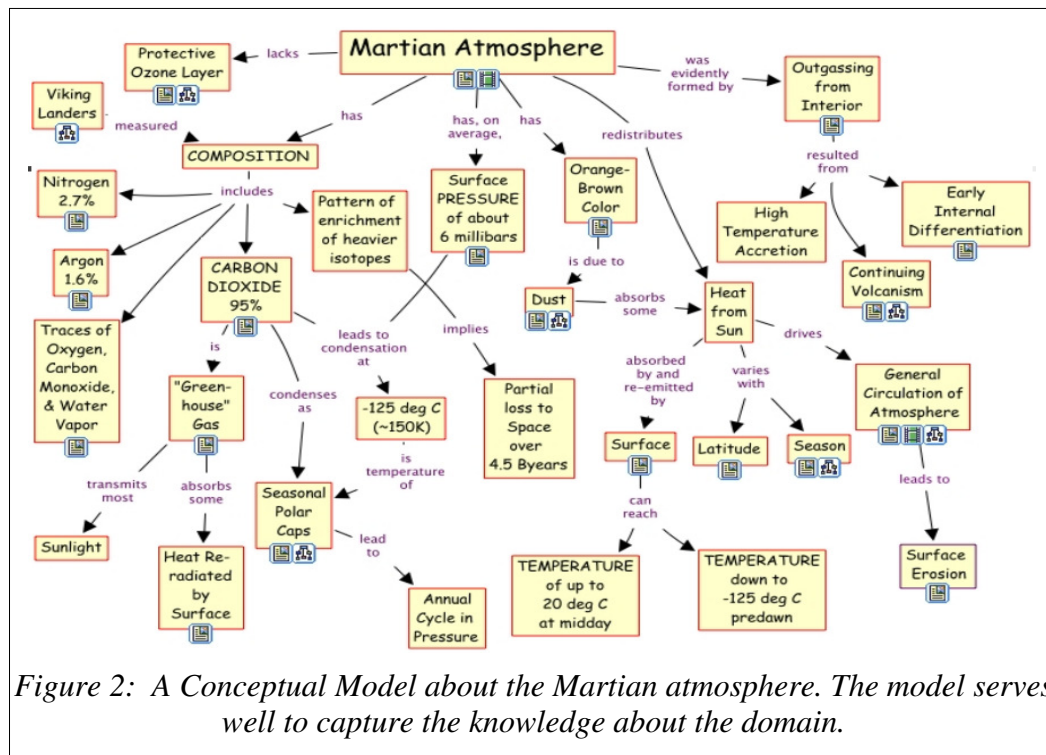 Martian Atmosphere
lacks
Protective
Ozone Layer
was
evidently
formed by
Outgassing
from
Interior
Viking
Landers
measured
has
has, on
average,
has
redistributes
COMPOSITION
resulted
from
Nitrogen
2.7%
includes
Pattern of
enrichment
of heavier
isotopes
Surface
PRESSURE
of about
6 millibars
Orange-
Brown
Color
High
Temperature
Accretion
Early
Internal
Differentiation
Argon
1.6%
CARBON
DIOXIDE
95%
is due to
Continuing
Volcanism
Dust
absorbs
some
Heat
from
Sun
Traces of
Oxygen,
Carbon
Monoxide,
& Water
Vapor
is
leads to
condensation
at
implies
drives
"Green-
house"
Gas
condenses
as
-125 deg C
(~150K)
Partial
loss to
Space
over
4.5 Byears
absorbed
by and
re-emitted
by
varies
with
General
Circulation of
Atmosphere
Surface
Latitude
Season
transmits
most
absorbs
some
is
temperature
of
leads to
Seasonal
Polar
Caps
can
reach
Sunlight
Heat Re-
radiated
by
Surface
lead
to
TEMPERATURE
of up to
20 deg C
at midday
TEMPERATURE
down to
-125 deg C
predawn
Surface
Erosion
Annual
Cycle in
Pressure
Figure 2: A Conceptual Model about the Martian atmosphere. The model serves
well to capture the knowledge about the domain.